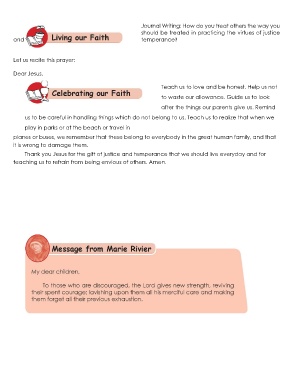 Journal Writing: How do you treat others the way you
should be treated in practicing the virtues of justice
and temperance?
Living our Faith
Let us recite this prayer:
Dear Jesus,
Celebrating our Faith
Teach us to love and be honest. Help us not
to waste our allowance. Guide us to look
after the things our parents give us. Remind
us to be careful in handling things which do not belong to us. Teach us to realize that when we
play in parks or at the beach or travel in
planes or buses, we remember that these belong to everybody in the great human family, and that
it is wrong to damage them.
Thank you Jesus for the gift of justice and temperance that we should live everyday and for
teaching us to refrain from being envious of others. Amen.
Message from Marie Rivier
My dear children,
To those who are discouraged, the Lord gives new strength, reviving
their spent courage; lavishing upon them all his merciful care and making
them forget all their previous exhaustion.